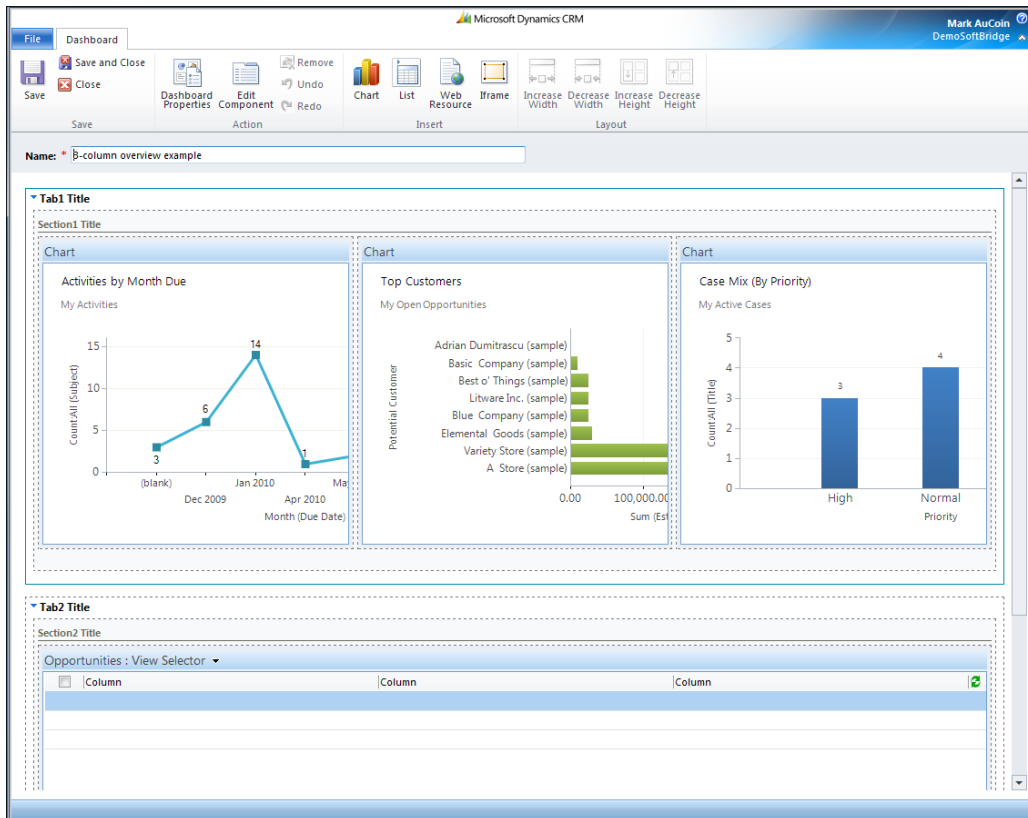 Microsoft Dynamics CRM
Mark AuCoin
DemoSoftBridge
File
Dashboard
Save
Save and Close
Close
Save
Dashboard Properties
Edit Component
Remove
Undo
Redo
Action
Chart
List
Web Resource
Iframe
Insert
Increase Width
Decrease Width
Increase Height
Decrease Height
Layout
Name: * 3-column overview example
Tab1 Title
Section1 Title
Chart
Activities by Month Due
My Activities
Count:All (Subject)
15
10
5
0
3
6
14
1
(blank)
Dec 2009
Jan 2010
Apr 2010
May
Month (Due Date)
Chart
Top Customers
My Open Opportunities
Potential Customer
Adrian Dumitrascu (sample)
Basic Company (sample)
Best o' Things (sample)
Litware Inc. (sample)
Blue Company (sample)
Elemental Goods (sample)
Variety Store (sample)
A Store (sample)
0.00
100,000.00
Sum (Est
Chart
Case Mix (By Priority)
My Active Cases
Count:All (Title)
5
4
3
2
1
0
3
4
High
Normal
Priority
Tab2 Title
Section2 Title
Opportunities : View Selector
Column
Column
Column